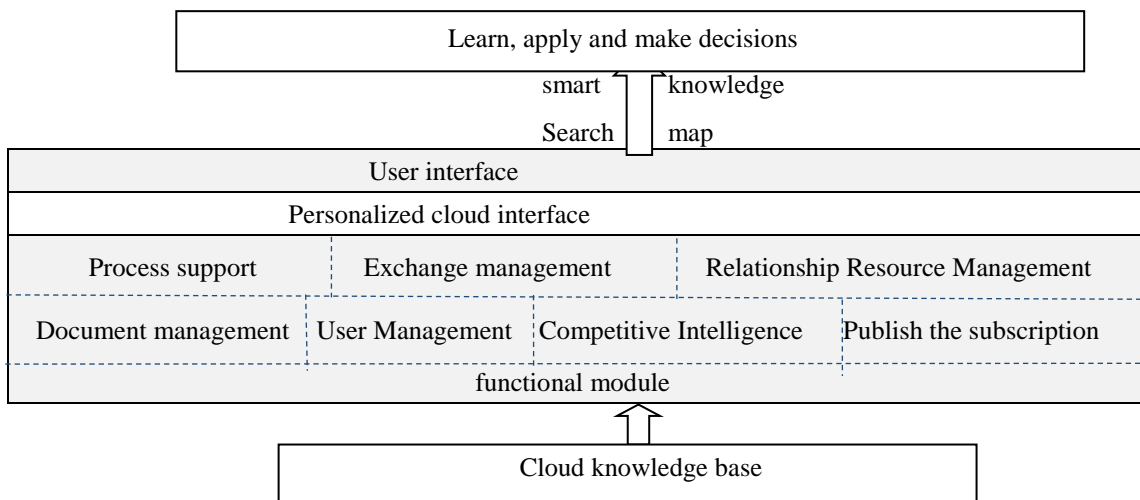 Learn, apply and make decisions
smart knowledge
Search map
User interface
Personalized cloud interface
Process support Exchange management Relationship Resource Management
Document management User Management Competitive Intelligence Publish the subscription
functional module
Cloud knowledge base